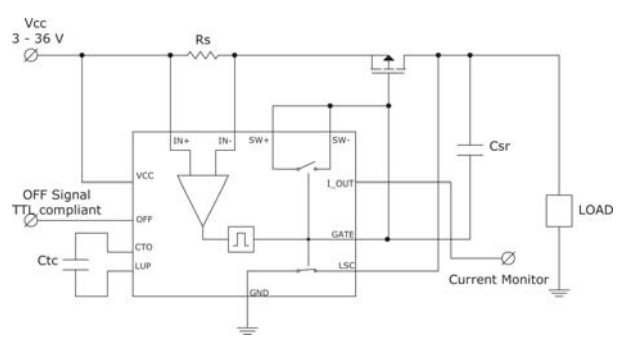 Vcc
3 - 36 V
Rs
IN+
IN-
SW+
SW-
Csr
VCC
I_OUT
OFF Signal
TTL compliant
OFF
LOAD
GATE
CTO
Ctc
LUP
LSC
Current Monitor
GND